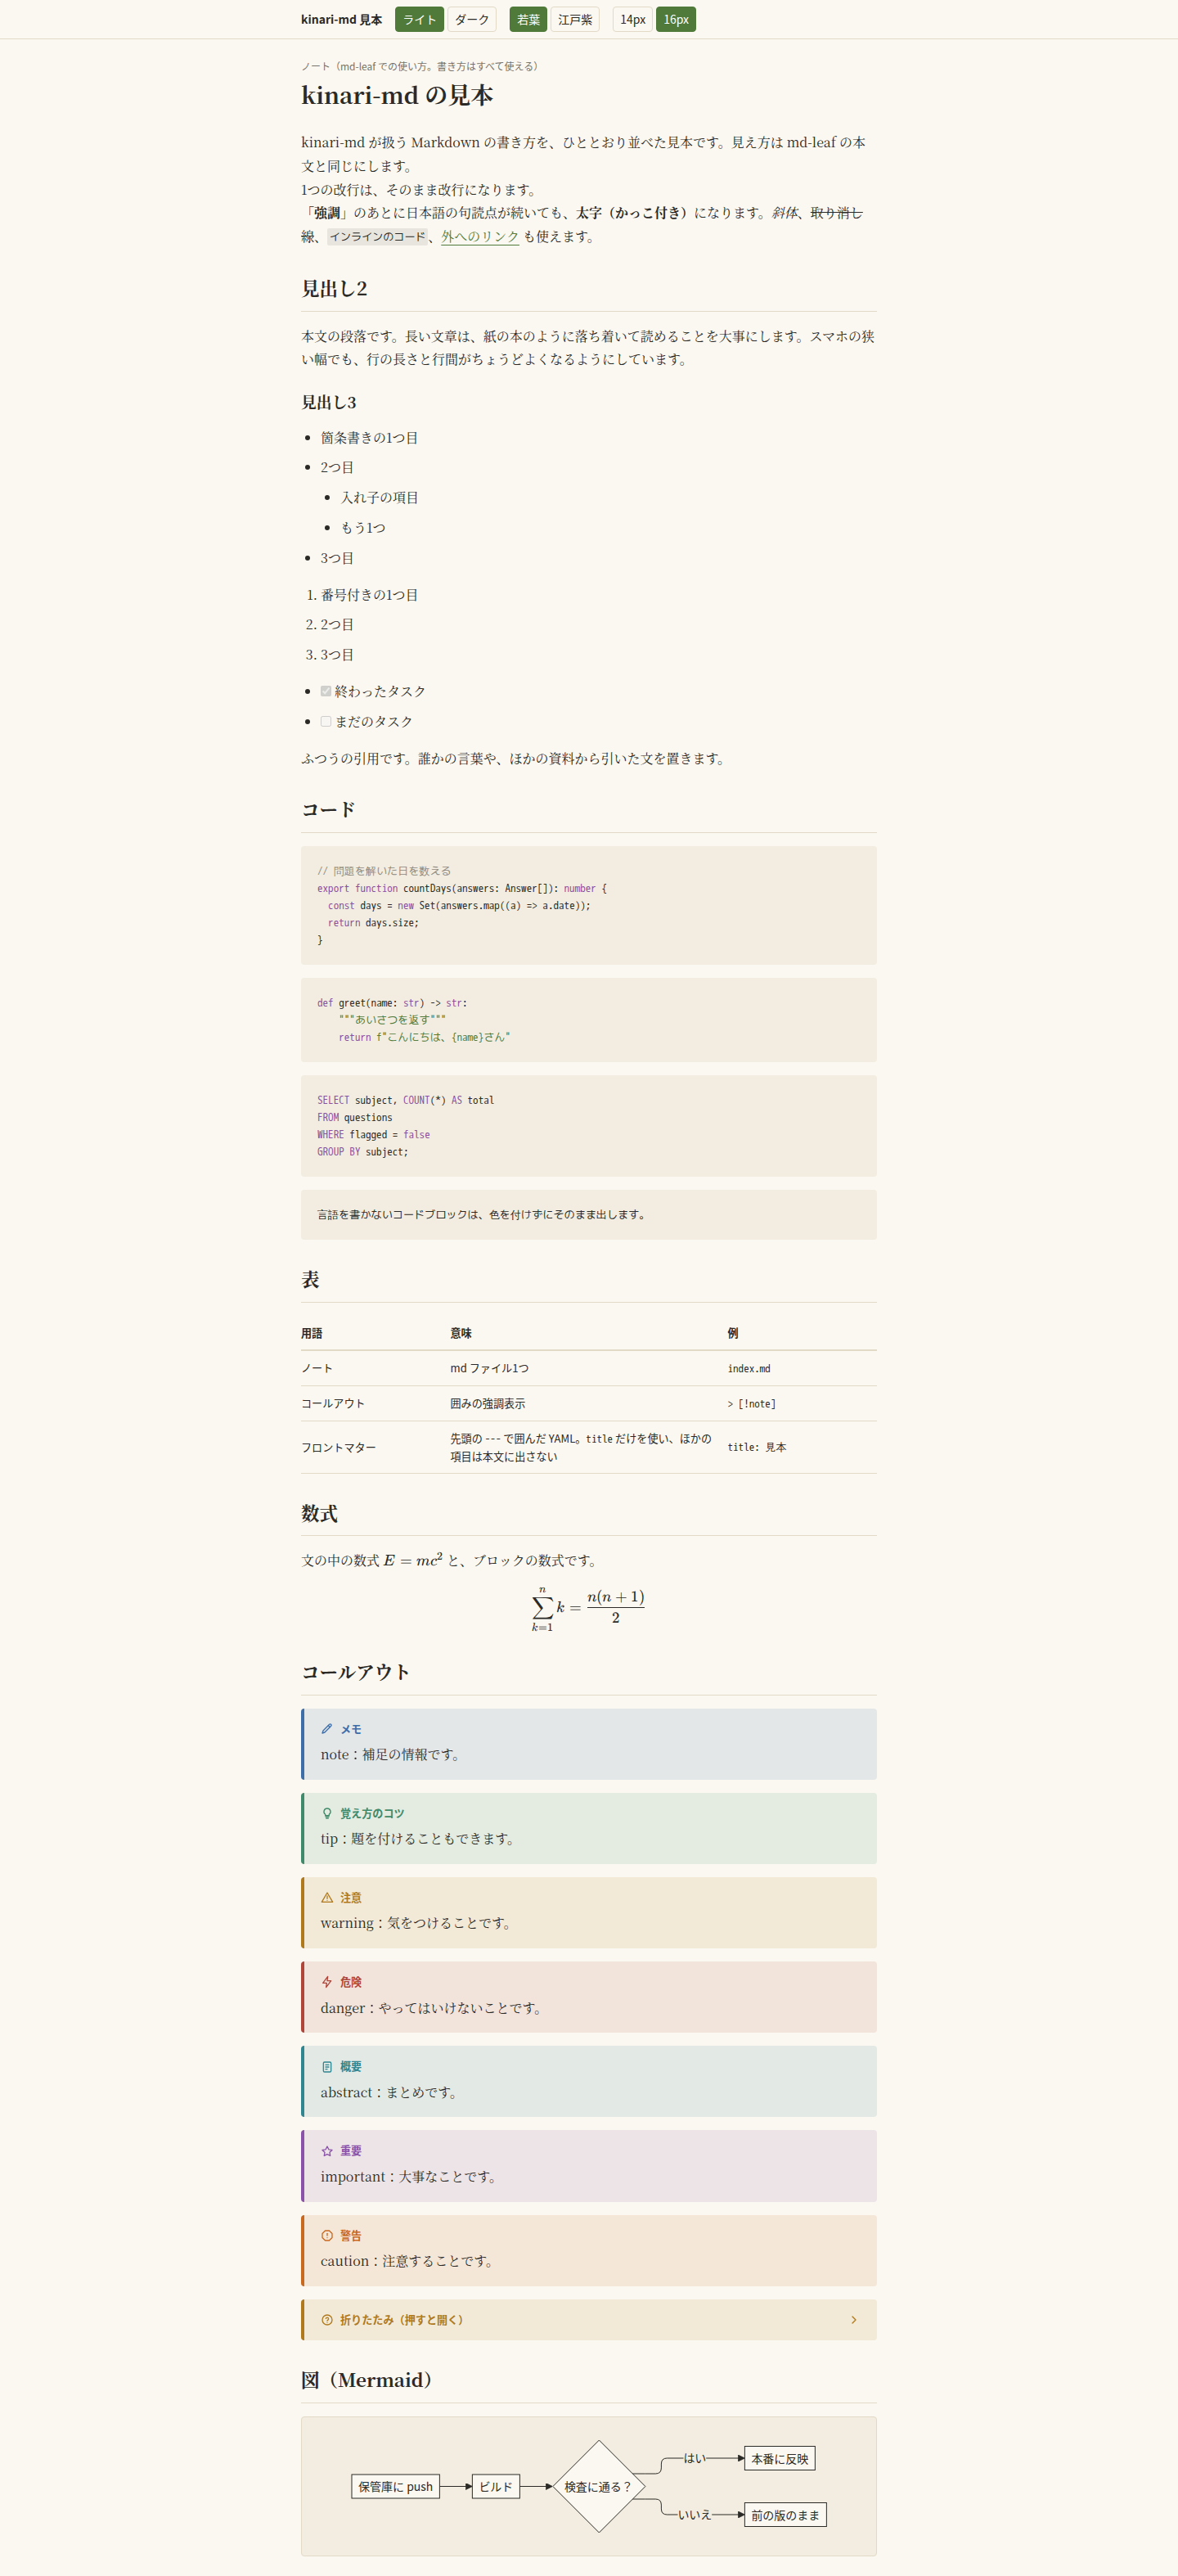 kinari-md 見本 ライト ダーク 若葉 江戸紫 14px 16px
ノート（md-leaf での使い方。書き方はすべて使える）
kinari-md の見本
kinari-md が扱う Markdown の書き方を、ひととおり並べた見本です。見え方は md-leaf の本
文と同じにします。
1つの改行は、そのまま改行になります。
「強調」のあとに日本語の句読点が続いても、太字（かっこ付き）になります。斜体、取り消し
線、インラインのコード、外へのリンク も使えます。
見出し2
本文の段落です。長い文章は、紙の本のように落ち着いて読めることを大事にします。スマホの狭
い幅でも、行の長さと行間がちょうどよくなるようにしています。
見出し3
• 箇条書きの1つ目
• 2つ目
• 入れ子の項目
• もう1つ
• 3つ目
1. 番号付きの1つ目
2. 2つ目
3. 3つ目
• 終わったタスク
• まだのタスク
ふつうの引用です。誰かの言葉や、ほかの資料から引いた文を置きます。
コード
// 問題を解いた日を数える
export function countDays(answers: Answer[]): number {
  const days = new Set(answers.map((a) => a.date));
  return days.size;
}
def greet(name: str) -> str:
    """あいさつを返す"""
    return f"こんにちは、{name}さん"
SELECT subject, COUNT(*) AS total
FROM questions
WHERE flagged = false
GROUP BY subject;
言語を書かないコードブロックは、色を付けずにそのまま出します。
表
用語 意味 例
ノート md ファイル1つ index.md
コールアウト 囲みの強調表示 > [!note]
フロントマター 先頭の --- で囲んだ YAML。title だけを使い、ほかの項目は本文に出さない title: 見本
数式
文の中の数式 E = mc² と、ブロックの数式です。
n
∑ k = n(n + 1)
k=1 2
コールアウト
メモ
note：補足の情報です。
覚え方のコツ
tip：題を付けることもできます。
注意
warning：気をつけることです。
危険
danger：やってはいけないことです。
概要
abstract：まとめです。
重要
important：大事なことです。
警告
caution：注意することです。
折りたたみ（押すと開く）
図（Mermaid）
保管庫に push ビルド 検査に通る？ はい 本番に反映
いいえ 前の版のまま